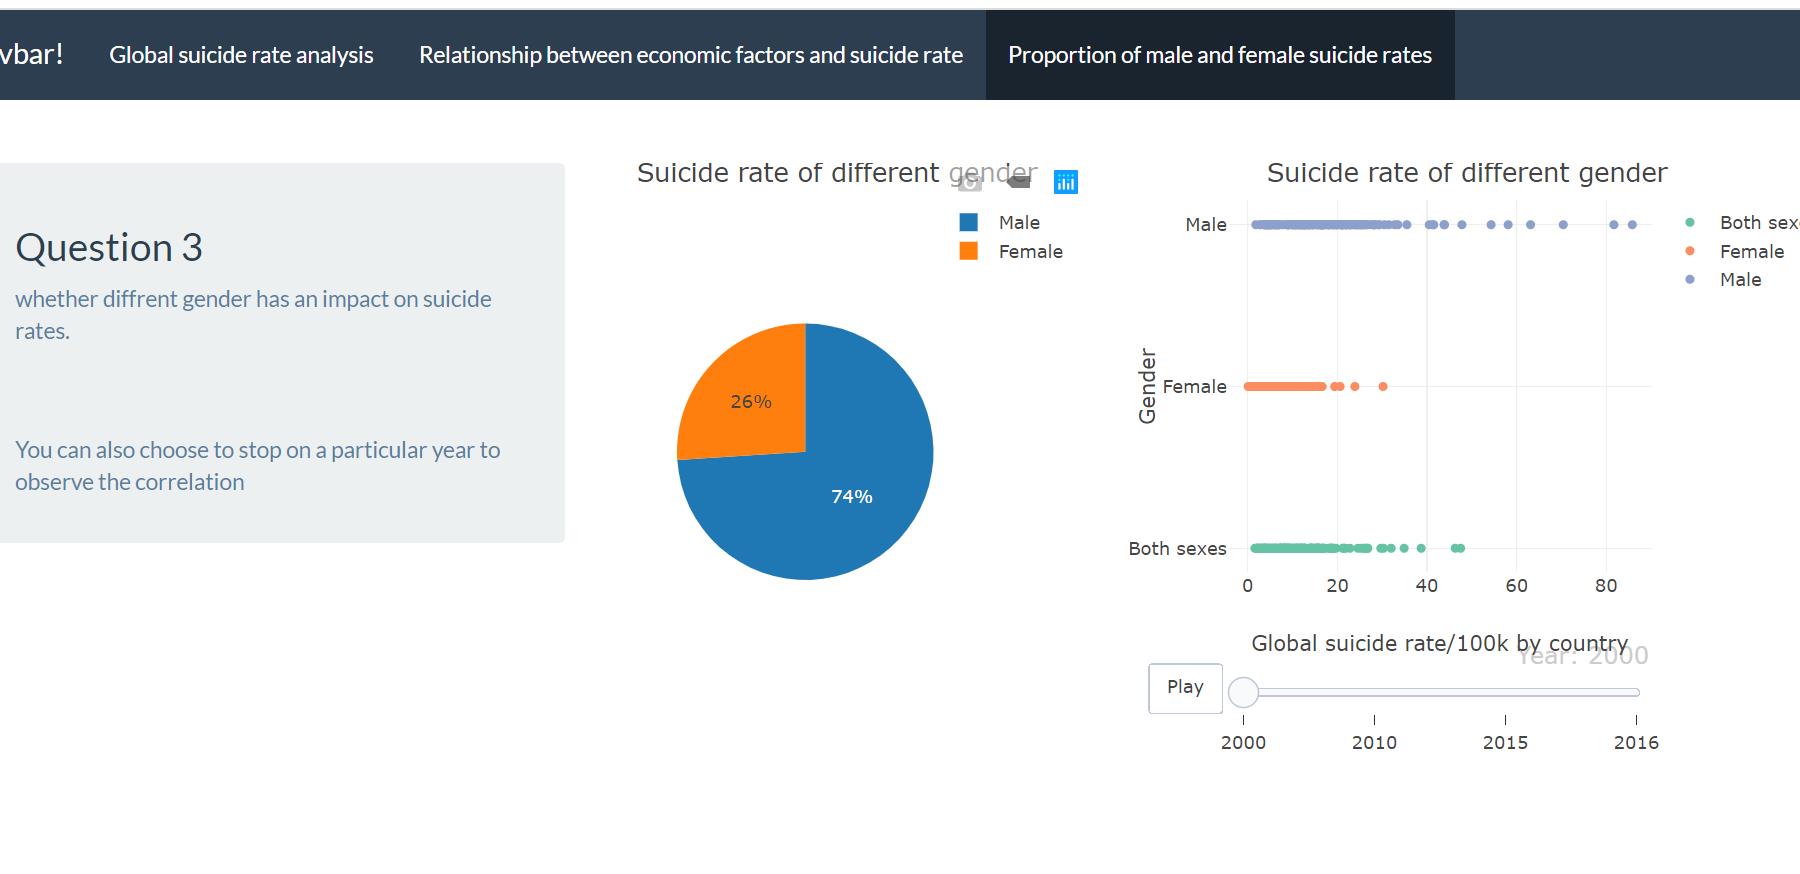 vbar!
Global suicide rate analysis
Relationship between economic factors and suicide rate
Proportion of male and female suicide rates
Question 3
whether diffrent gender has an impact on suicide
rates.
You can also choose to stop on a particular year to
observe the correlation
Suicide rate of different gender
Male
Female
26%
74%
Suicide rate of different gender
Male
Female
Both sexes
Gender
0 20 40 60 80
Global suicide rate/100k by country
Both sex
Female
Male
Year: 2000
Play
2000 2010 2015 2016